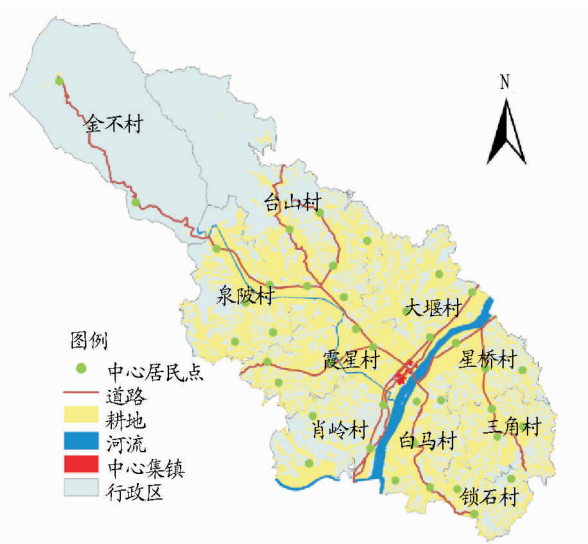 N
金不村
台山村
泉陂村
大堰村
霞星村
星桥村
肖岭村
白马村
三角村
锁石村
图例
中心居民点
道路
耕地
河流
中心集镇
行政区